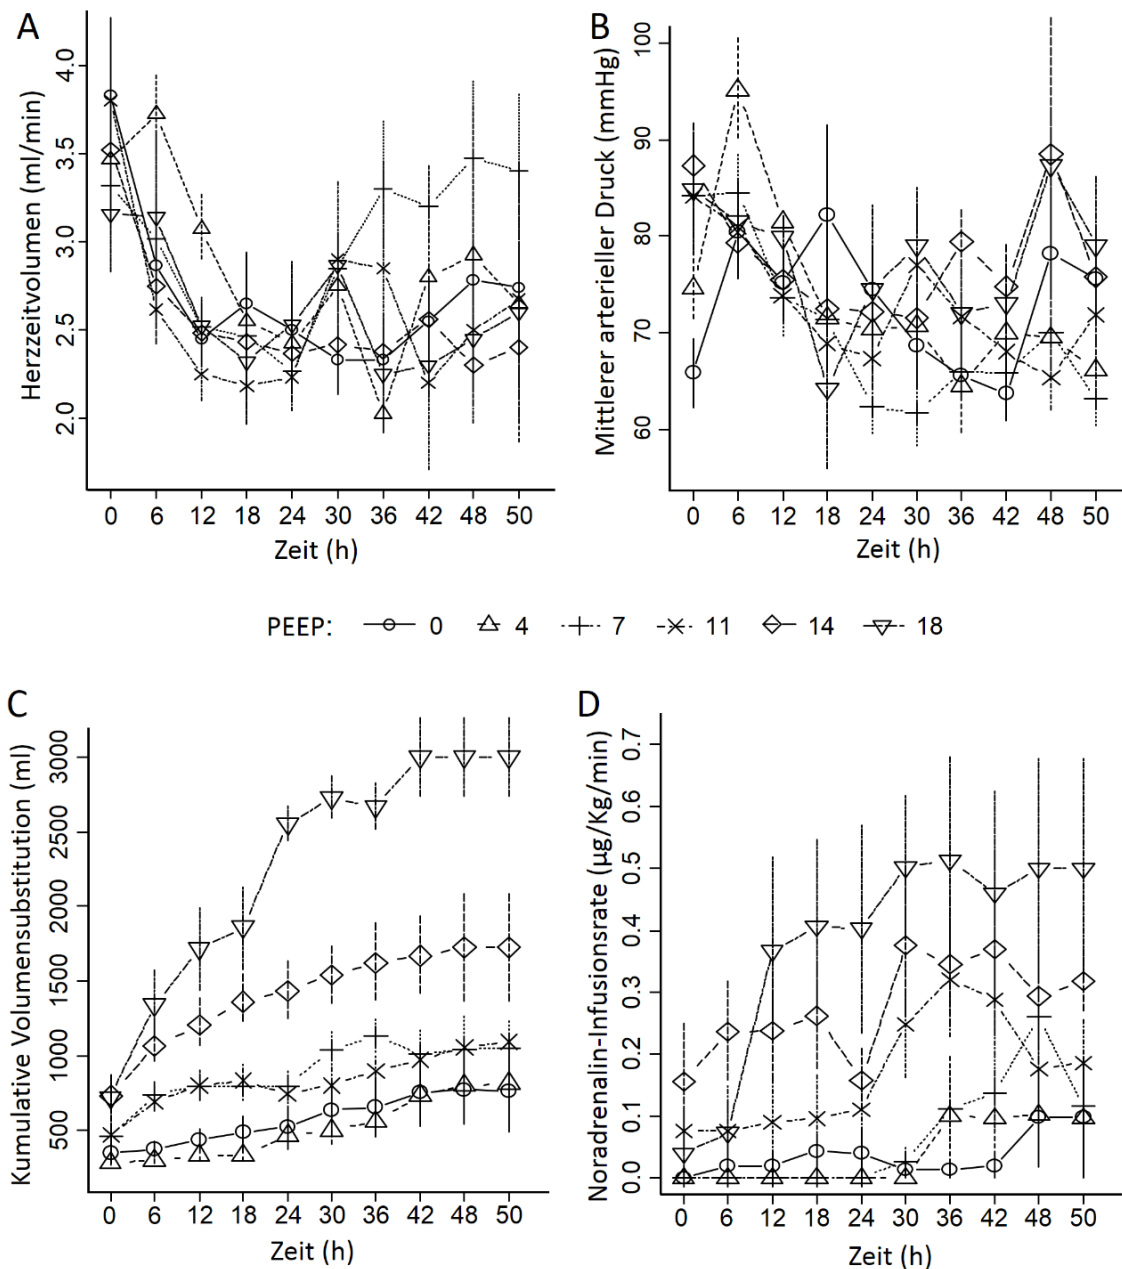 A
Herzzeitvolumen (ml/min)
4.0
3.5
3.0
2.5
2.0
0 6 12 18 24 30 36 42 48 50
Zeit (h)
B
Mittlerer arterieller Druck (mmHg)
100
90
80
70
60
0 6 12 18 24 30 36 42 48 50
Zeit (h)
PEEP: 0 4 7 11 14 18
C
Kumulative Volumensubstitution (ml)
3000
2500
2000
1500
1000
500
0 6 12 18 24 30 36 42 48 50
Zeit (h)
D
Noradrenalin-Infusionsrate (µg/Kg/min)
0.7
0.6
0.5
0.4
0.3
0.2
0.1
0.0
0 6 12 18 24 30 36 42 48 50
Zeit (h)